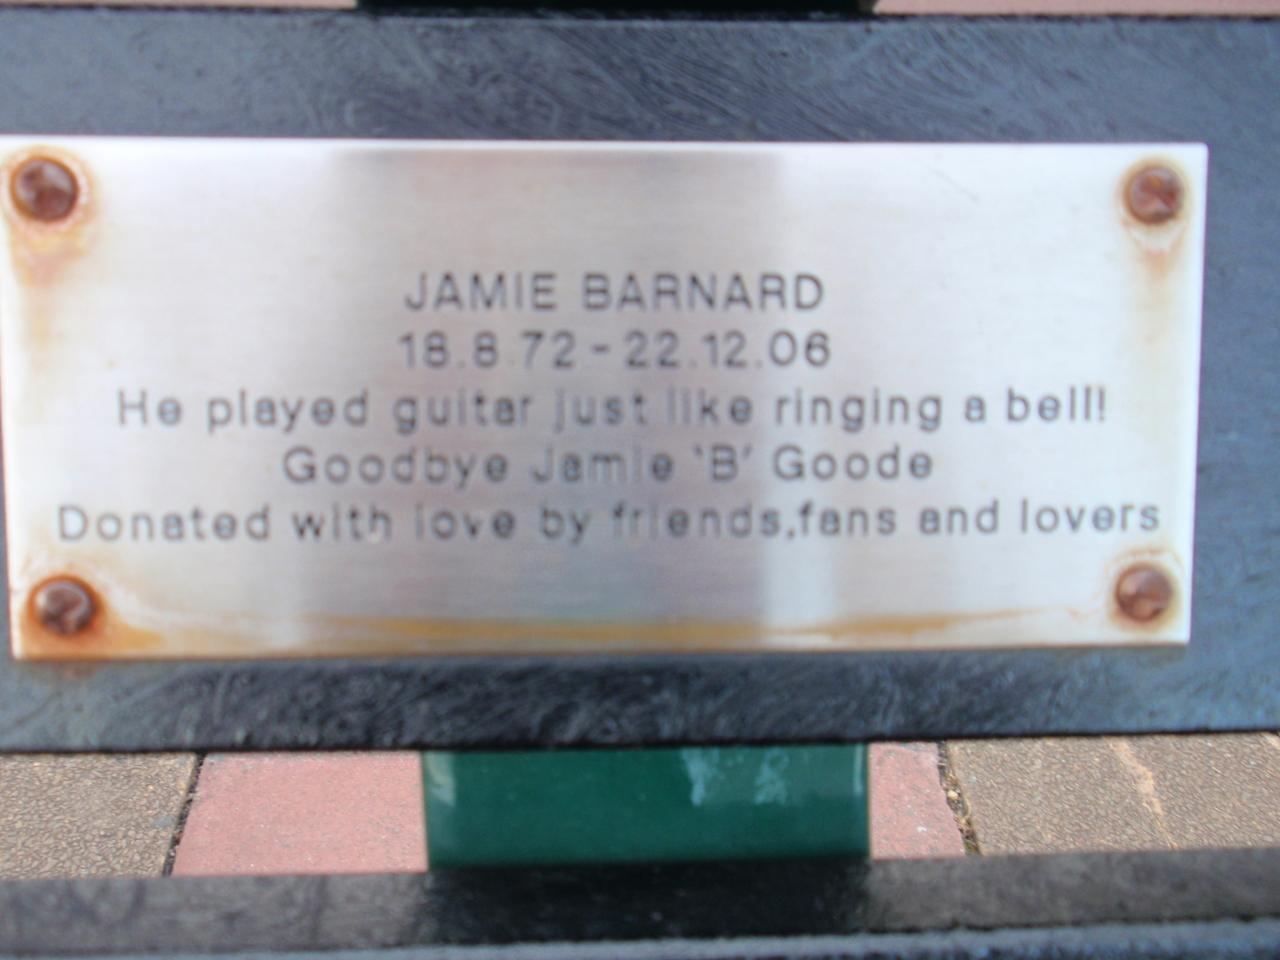 JAMIE BARNARD
18.8.72 - 22.12.06
He played guitar just like ringing a bell!
Goodbye Jamie 'B' Goode
Donated with love by friends,fans and lovers